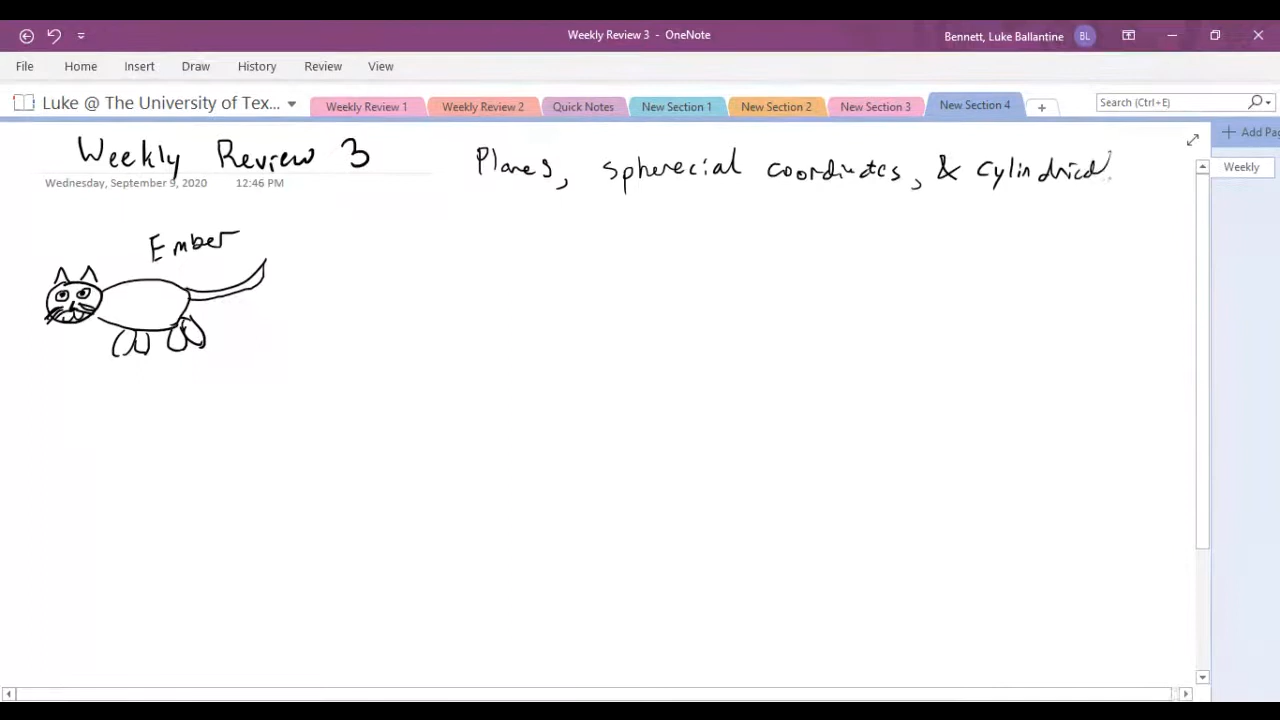 Weekly Review 3 - OneNote
Bennett, Luke Ballantine BL
File Home Insert Draw History Review View
Luke @ The University of Tex... Weekly Review 1 Weekly Review 2 Quick Notes New Section 1 New Section 2 New Section 3 New Section 4 Search (Ctrl+E)
Add Pag
Weekly
Weekly Review 3 Planes, spherecial coordinates, & cylindrical
Wednesday, September 9, 2020 12:46 PM
Ember